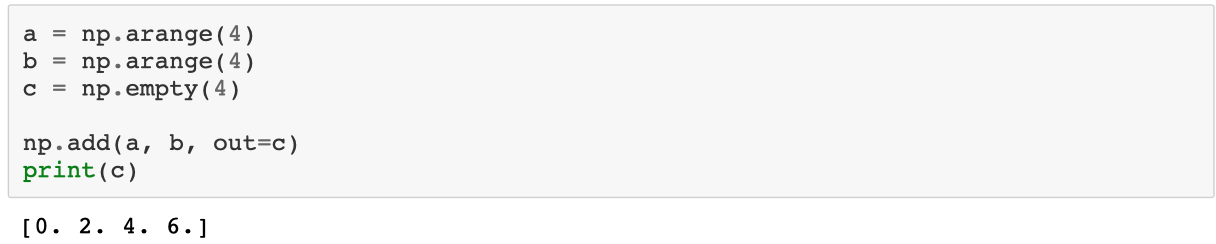 a = np.arange(4)
b = np.arange(4)
c = np.empty(4)
np.add(a, b, out=c)
print(c)
[0. 2. 4. 6.]